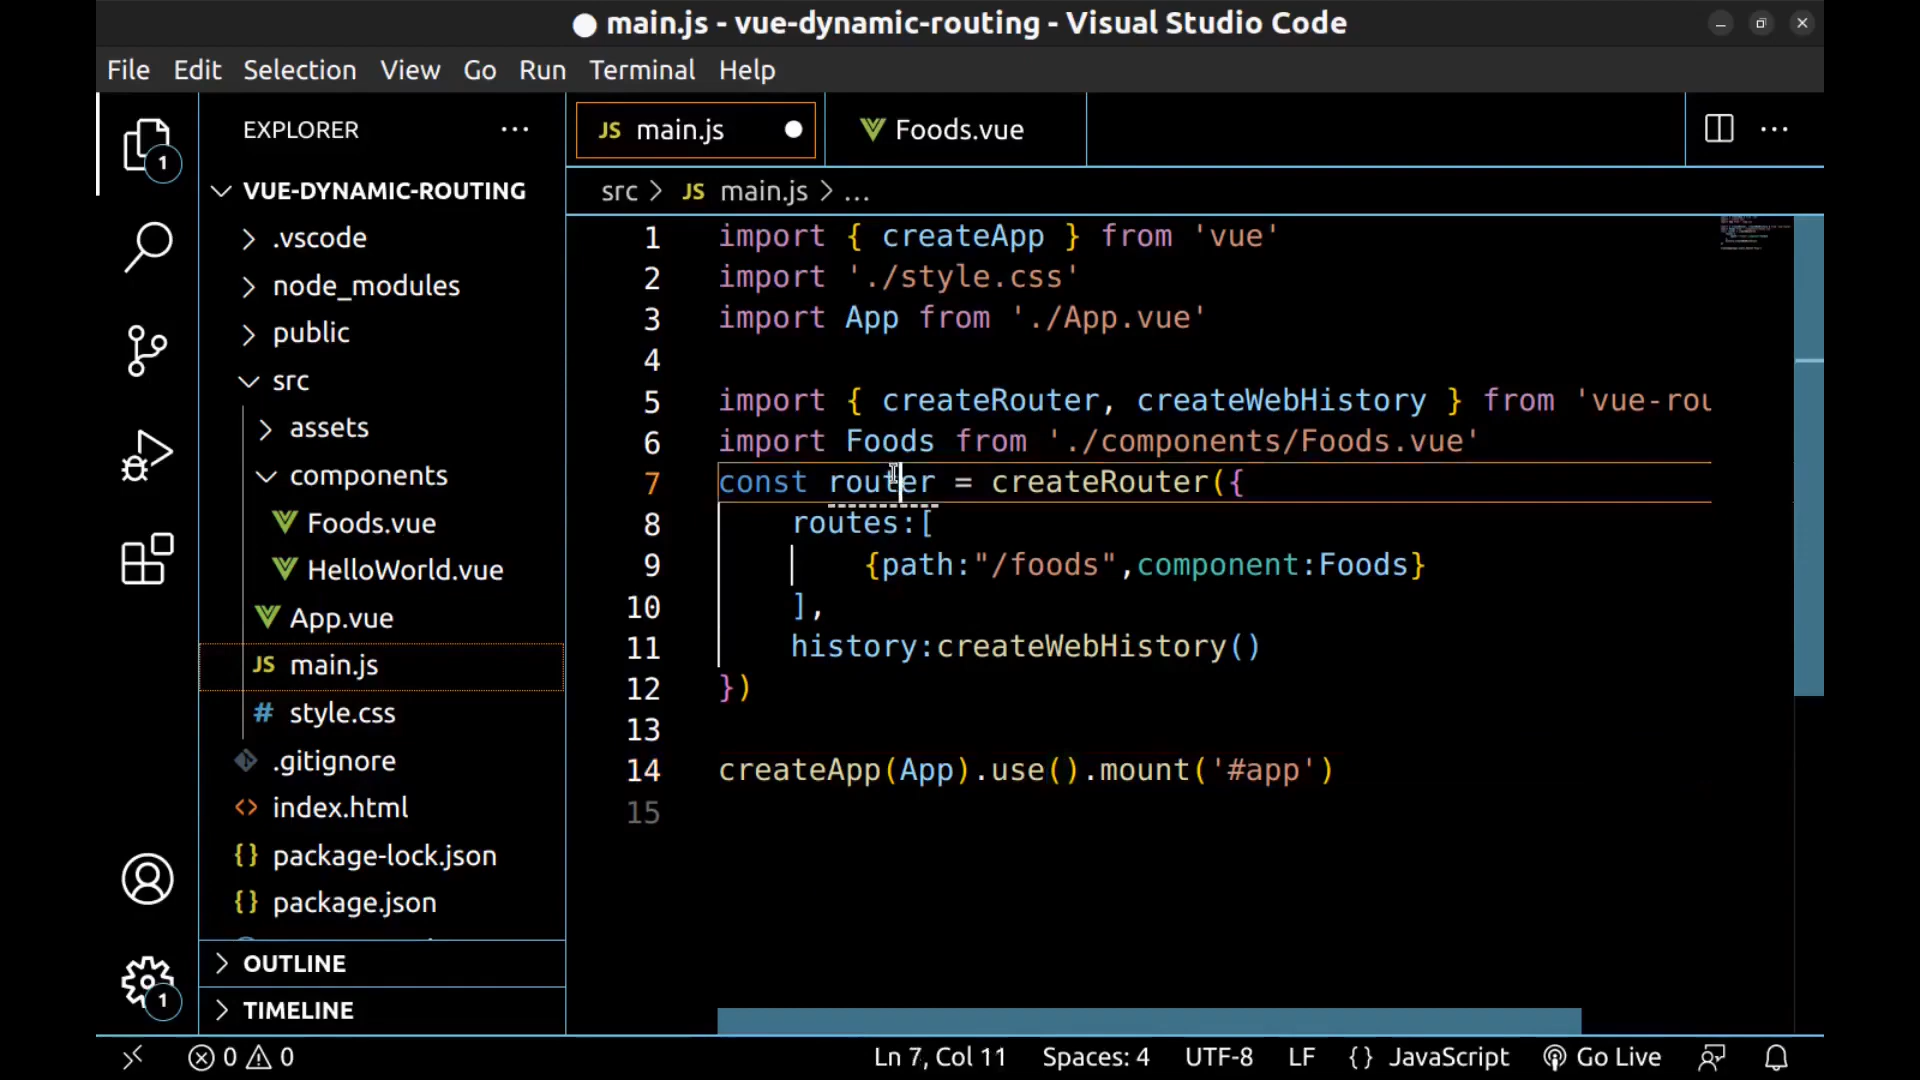 main.js - vue-dynamic-routing - Visual Studio Code
File Edit Selection View Go Run Terminal Help
EXPLORER
JS main.js
Foods.vue
1
VUE-DYNAMIC-ROUTING
src > JS main.js > ...
.vscode
node_modules
public
src
assets
components
Foods.vue
HelloWorld.vue
App.vue
JS main.js
# style.css
.gitignore
index.html
{} package-lock.json
{} package.json
OUTLINE
TIMELINE
1
1 import { createApp } from 'vue'
2 import './style.css'
3 import App from './App.vue'
4
5 import { createRouter, createWebHistory } from 'vue-rou
6 import Foods from './components/Foods.vue'
7 const router = createRouter({
8 routes:[
9 {path:"/foods",component:Foods}
10 ],
11 history:createWebHistory()
12 })
13
14 createApp(App).use().mount('#app')
15
0 0 Ln 7, Col 11 Spaces: 4 UTF-8 LF {} JavaScript Go Live